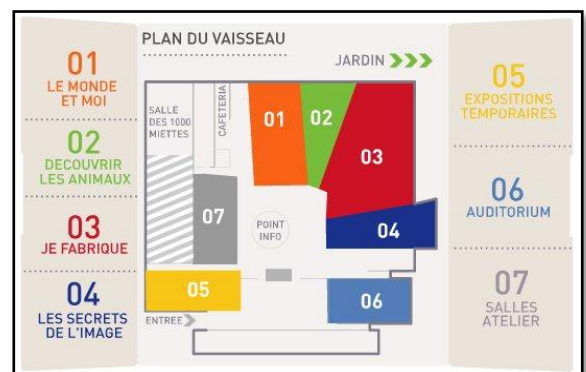 01
LE MONDE
ET MOI
02
DECOUVRIR
LES ANIMAUX
03
JE FABRIQUE
04
LES SECRETS
DE L'IMAGE
PLAN DU VAISSEAU
JARDIN >>>
SALLE
DES 1000
MIETTES
CAFETERIA
01
02
03
04
07
POINT
INFO
05
06
ENTREE >
05
EXPOSITIONS
TEMPORAIRES
06
AUDITORIUM
07
SALLES
ATELIER